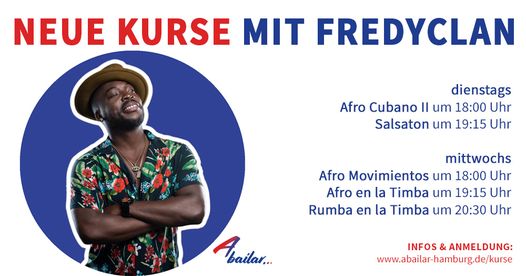 NEUE KURSE MIT FREDYCLAN
dienstags
Afro Cubano II um 18:00 Uhr
Salsaton um 19:15 Uhr
mittwochs
Afro Movimientos um 18:00 Uhr
Afro en la Timba um 19:15 Uhr
Rumba en la Timba um 20:30 Uhr
Abailar...
INFOS & ANMELDUNG:
www.abailar-hamburg.de/kurse